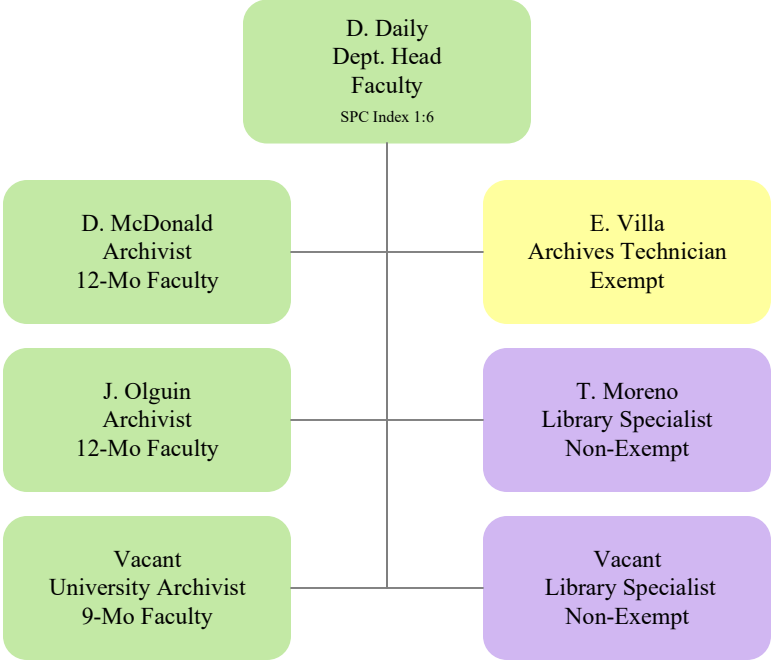 D. Daily
Dept. Head
Faculty
SPC Index 1:6
D. McDonald
Archivist
12-Mo Faculty
E. Villa
Archives Technician
Exempt
J. Olguin
Archivist
12-Mo Faculty
T. Moreno
Library Specialist
Non-Exempt
Vacant
University Archivist
9-Mo Faculty
Vacant
Library Specialist
Non-Exempt